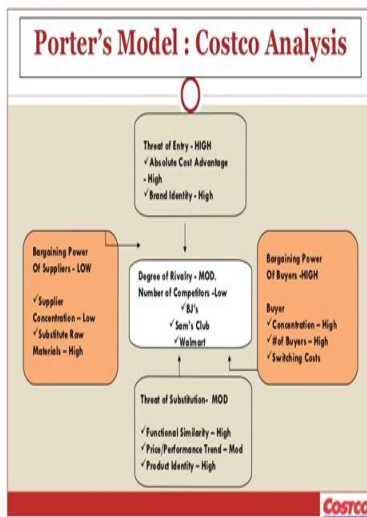 Porter's Model : Costco Analysis
Threat of Entry - HIGH
✓Absolute Cost Advantage
- High
✓Brand Identity - High
Bargaining Power
Of Suppliers - LOW
✓Supplier
Concentration – Low
✓Substitute Raw
Materials – High
Degree of Rivalry - MOD.
Number of Competitors -Low
✓BJ's
✓Sam's Club
✓Walmart
Bargaining Power
Of Buyers -HIGH
Buyer
✓Concentration – High
✓#of Buyers – High
✓Switching Costs
Threat of Substitution- MOD
✓Functional Similarity – High
✓Price/Performance Trend – Mod
✓Product Identity – High
COSTCO